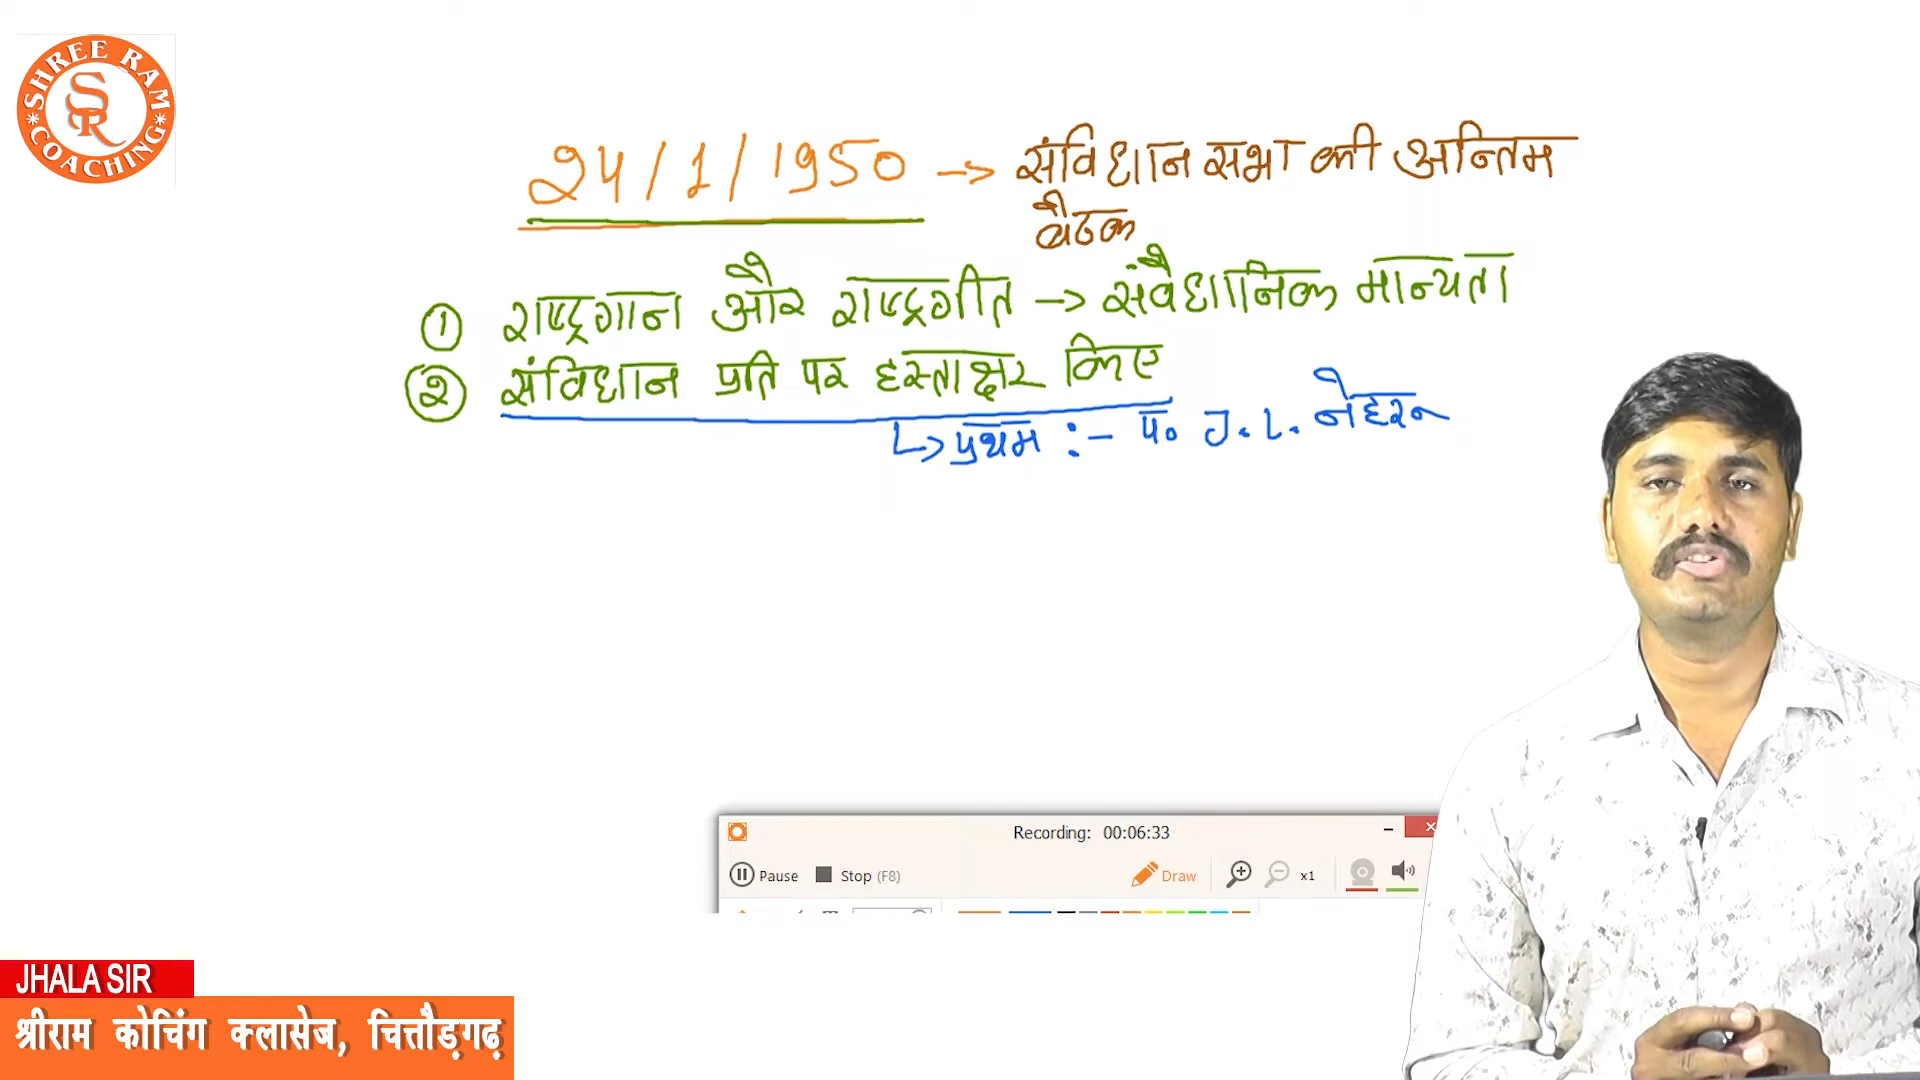 SHREE RAM
SR
COACHING
24/1/1950 → संविधान सभा की अन्तिम
बैठक
① राष्ट्रगान और राष्ट्रगीत → संवैधानिक मान्यता
② संविधान प्रति पर हस्ताक्षर किए
↳ प्रथम :- पं. J.L. नेहरू
Recording: 00:06:33
Pause Stop (F8) Draw x1
JHALA SIR
श्रीराम कोचिंग क्लासेज, चित्तौड़गढ़